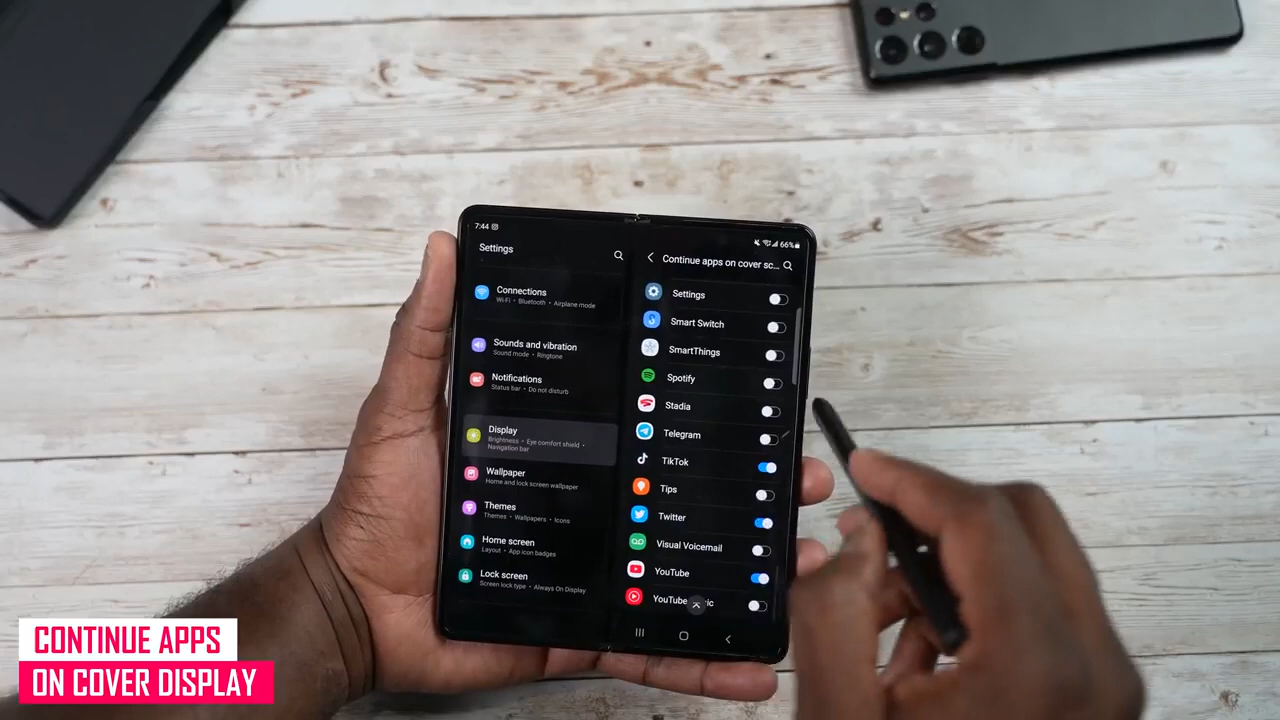 7:44
66%
Settings
Connections
Wi-Fi • Bluetooth • Airplane mode
Sounds and vibration
Sound mode • Ringtone
Notifications
Status bar • Do not disturb
Display
Brightness • Eye comfort shield •
Navigation bar
Wallpaper
Home and lock screen wallpaper
Themes
Themes • Wallpapers • Icons
Home screen
Layout • App icon badges
Lock screen
Screen lock type • Always On Display
Continue apps on cover sc...
Settings
Smart Switch
SmartThings
Spotify
Stadia
Telegram
TikTok
Tips
Twitter
Visual Voicemail
YouTube
CONTINUE APPS
ON COVER DISPLAY